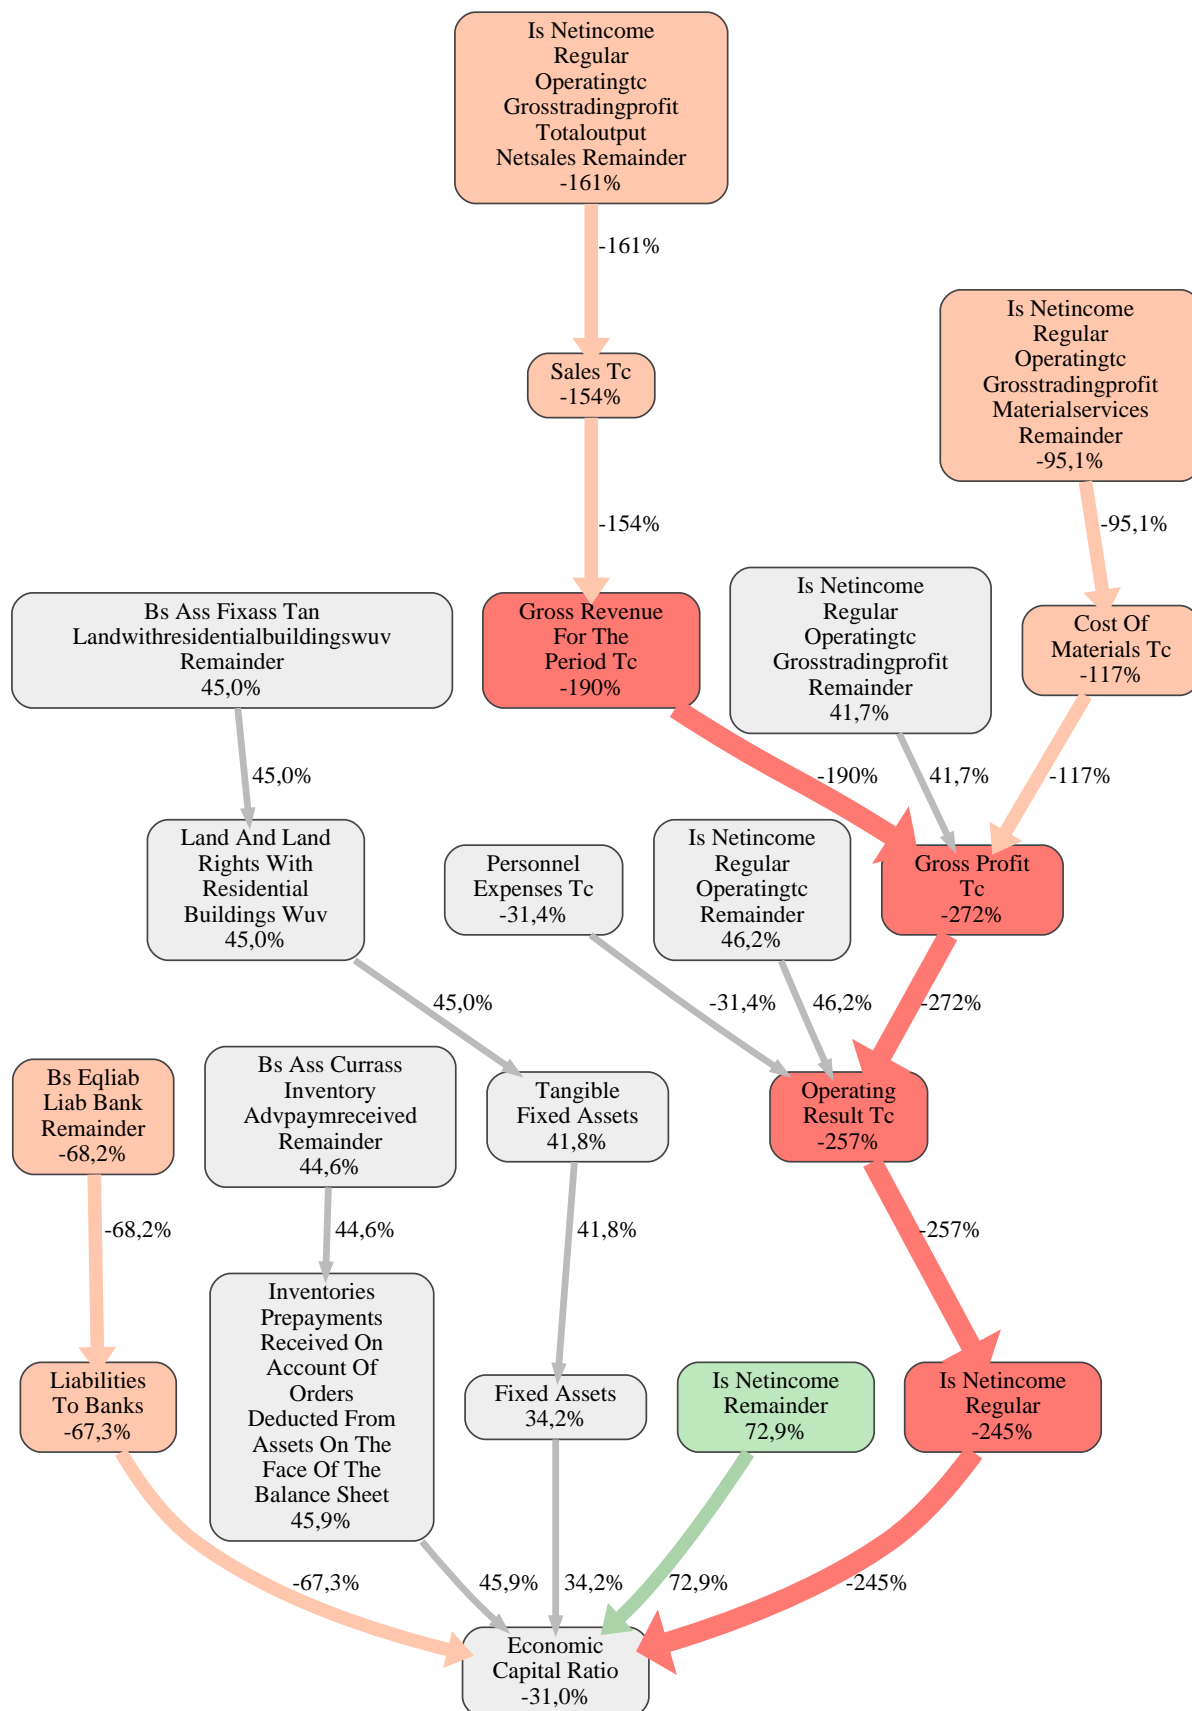 Is Netincome
Regular
Operatingtc
Grosstradingprofit
Totaloutput
Netsales Remainder
-161%
-161%
Is Netincome
Regular
Operatingtc
Grosstradingprofit
Materialservices
Remainder
-95,1%
Sales Tc
-154%
-154%
-95,1%
Bs Ass Fixass Tan
Landwithresidentialbuildingswuv
Remainder
45,0%
Gross Revenue
For The
Period Tc
-190%
Is Netincome
Regular
Operatingtc
Grosstradingprofit
Remainder
41,7%
Cost Of
Materials Tc
-117%
45,0%
-190%
41,7%
-117%
Land And Land
Rights With
Residential
Buildings Wuv
45,0%
Personnel
Expenses Tc
-31,4%
Is Netincome
Regular
Operatingtc
Remainder
46,2%
Gross Profit
Tc
-272%
45,0%
-31,4%
46,2%
-272%
Bs Eqliab
Liab Bank
Remainder
-68,2%
Bs Ass Currass
Inventory
Advpaymreceived
Remainder
44,6%
Tangible
Fixed Assets
41,8%
Operating
Result Tc
-257%
-68,2%
44,6%
41,8%
-257%
Liabilities
To Banks
-67,3%
Inventories
Prepayments
Received On
Account Of
Orders
Deducted From
Assets On The
Face Of The
Balance Sheet
45,9%
Fixed Assets
34,2%
Is Netincome
Remainder
72,9%
Is Netincome
Regular
-245%
-67,3%
45,9%
34,2%
72,9%
-245%
Economic
Capital Ratio
-31,0%